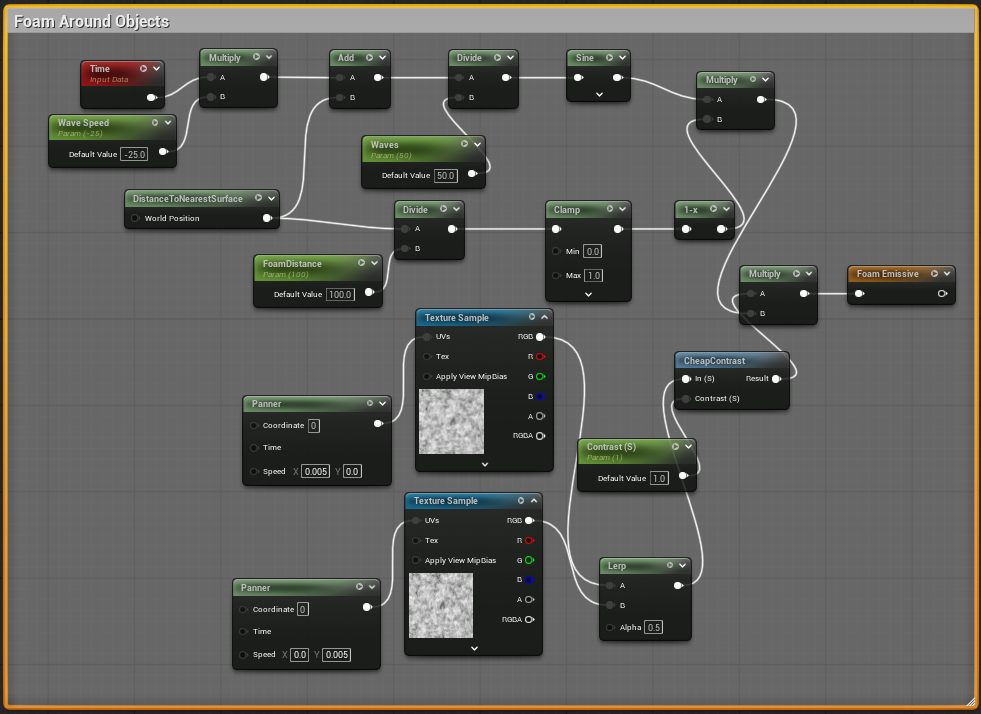 Foam Around Objects
Time
Input Data
Multiply
A
B
Add
A
B
Divide
A
B
Sine
Multiply
A
B
Wave Speed
Param (-25)
Default Value -25.0
Waves
Param (50)
Default Value 50.0
DistanceToNearestSurface
World Position
Divide
A
B
Clamp
Min 0.0
Max 1.0
1-x
FoamDistance
Param (100)
Default Value 100.0
Multiply
A
B
Foam Emissive
Texture Sample
UVs RGB
Tex R
Apply View MipBias G
B
A
RGBA
CheapContrast
In (S) Result
Contrast (S)
Panner
Coordinate 0
Time
Speed X 0.005 Y 0.0
Contrast (S)
Param (1)
Default Value 1.0
Texture Sample
UVs RGB
Tex R
Apply View MipBias G
B
A
RGBA
Lerp
A
B
Alpha 0.5
Panner
Coordinate 0
Time
Speed X 0.0 Y 0.005